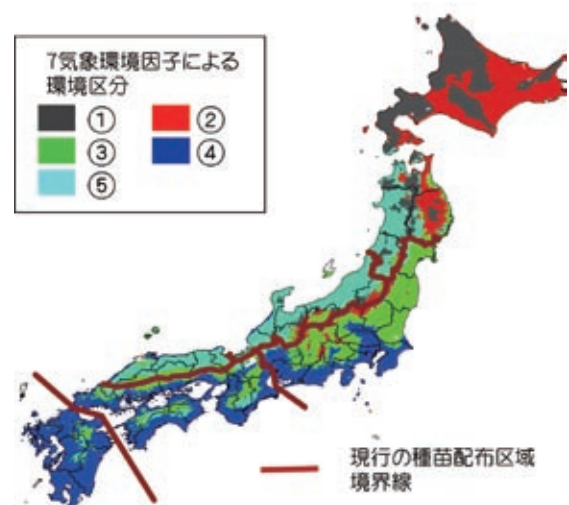 7気象環境因子による
環境区分
① ②
③ ④
⑤
現行の種苗配布区域
境界線